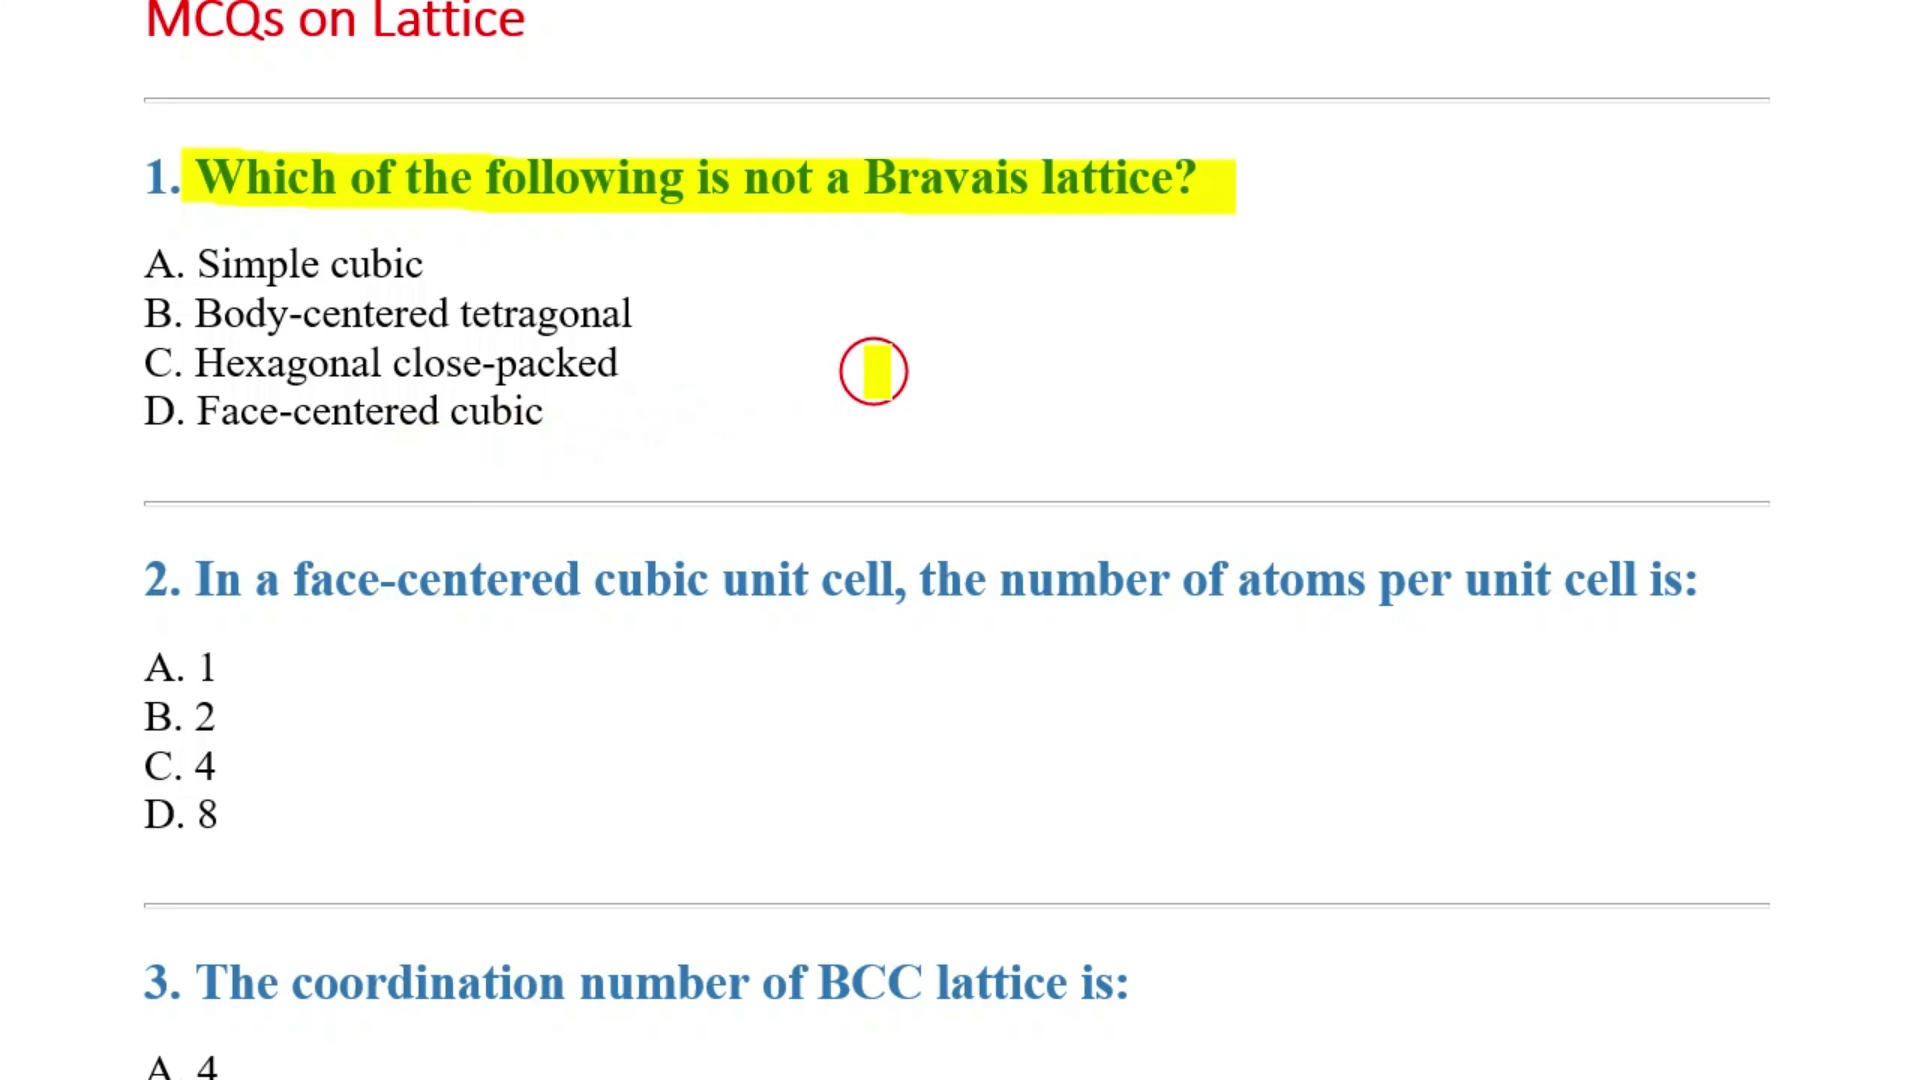 MCQs on Lattice
1. Which of the following is not a Bravais lattice?
A. Simple cubic
B. Body-centered tetragonal
C. Hexagonal close-packed
D. Face-centered cubic
2. In a face-centered cubic unit cell, the number of atoms per unit cell is:
A. 1
B. 2
C. 4
D. 8
3. The coordination number of BCC lattice is:
A. 4